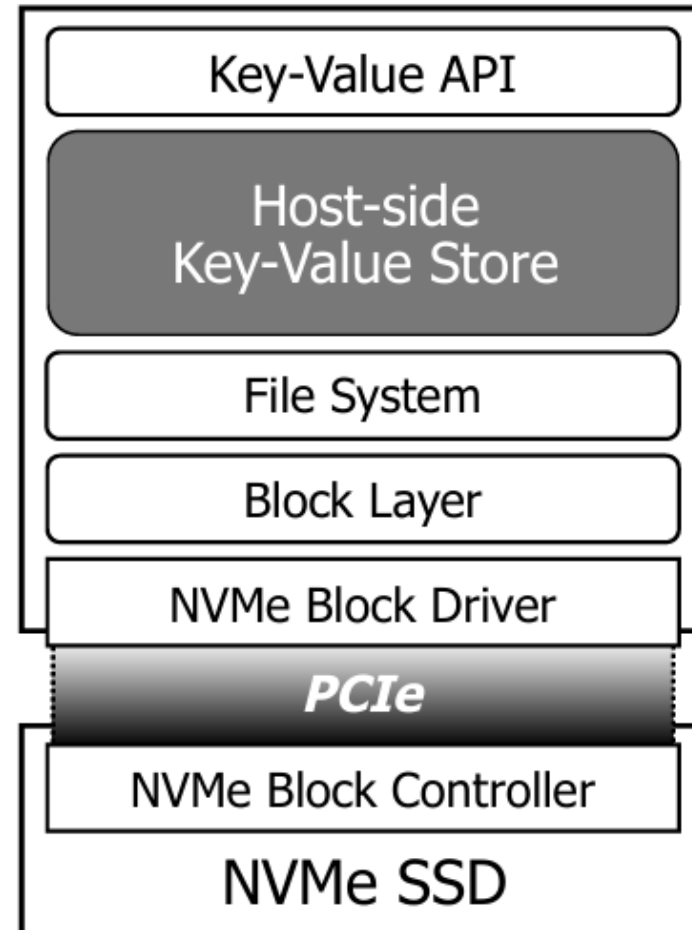 Key-Value API
Host-side
Key-Value Store
File System
Block Layer
NVMe Block Driver
PCIe
NVMe Block Controller
NVMe SSD